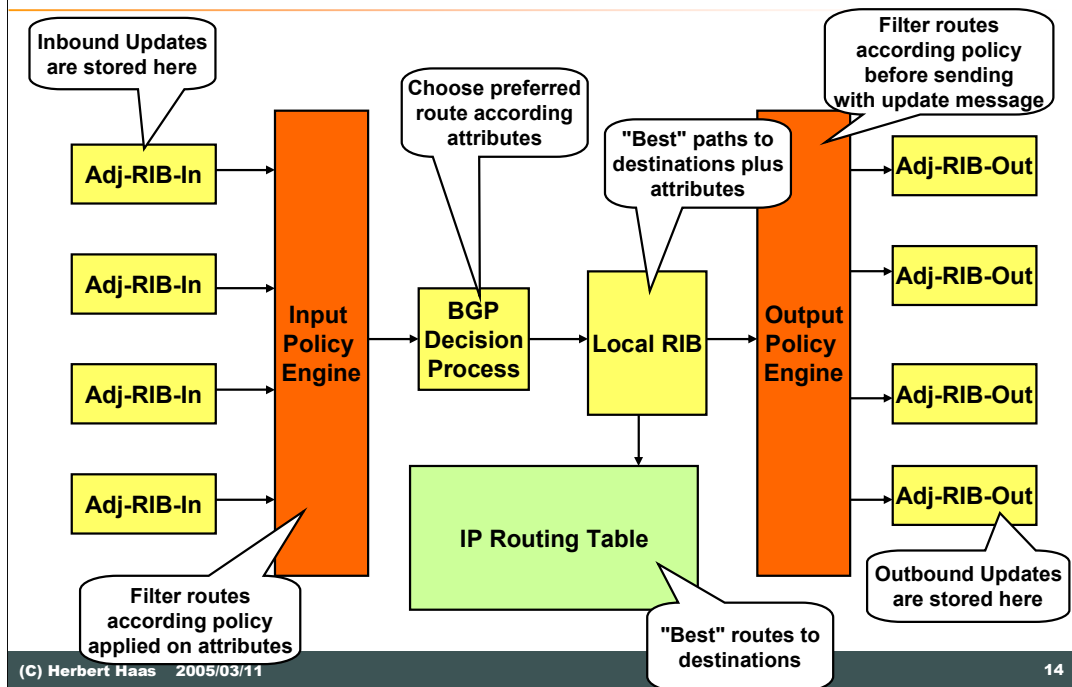 Inbound Updates
are stored here
Filter routes
according policy
before sending
with update message
Choose preferred
route according
attributes
"Best" paths to
destinations plus
attributes
Adj-RIB-In
Adj-RIB-In
Adj-RIB-In
Adj-RIB-In
Input
Policy
Engine
BGP
Decision
Process
Local RIB
Output
Policy
Engine
Adj-RIB-Out
Adj-RIB-Out
Adj-RIB-Out
Adj-RIB-Out
IP Routing Table
Filter routes
according policy
applied on attributes
"Best" routes to
destinations
Outbound Updates
are stored here
(C) Herbert Haas 2005/03/11
14